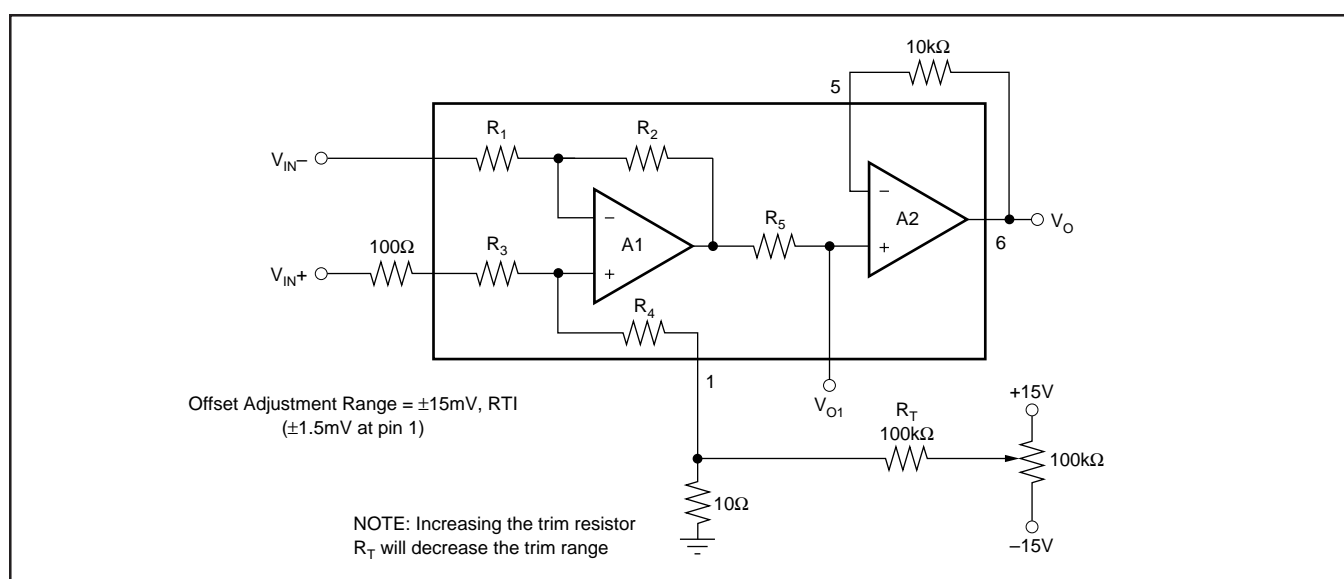 10kΩ
5
R1
R2
VIN–
A1
A2
–
+
–
+
R5
VO
6
100Ω
R3
VIN+
R4
1
VO1
Offset Adjustment Range = ±15mV, RTI
(±1.5mV at pin 1)
+15V
RT
100kΩ
100kΩ
10Ω
–15V
NOTE: Increasing the trim resistor
RT will decrease the trim range